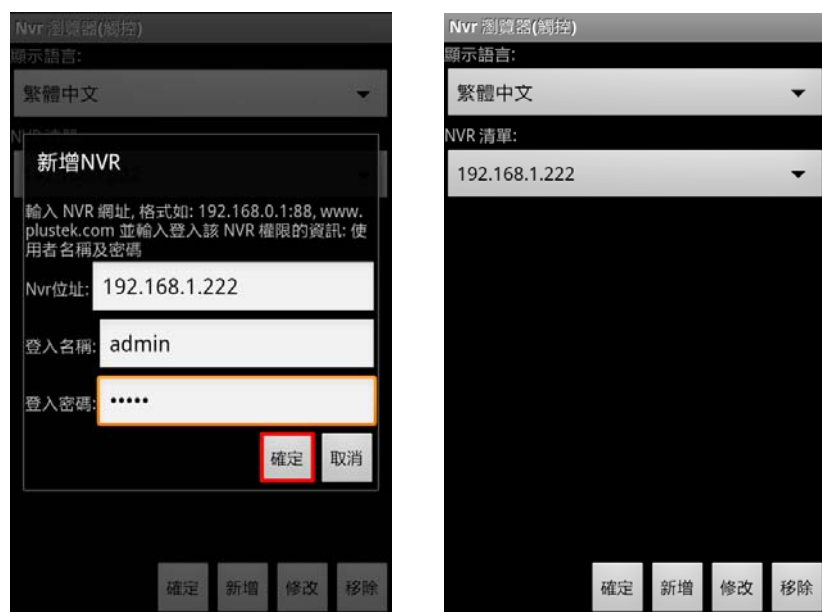 Nvr 瀏覽器(觸控)
顯示語言:
繁體中文
NVR 清單:
新增NVR
輸入 NVR 網址, 格式如: 192.168.0.1:88, www.
plustek.com 並輸入登入該 NVR 權限的資訊: 使
用者名稱及密碼
Nvr位址: 192.168.1.222
登入名稱: admin
登入密碼: •••••
確定 取消
確定 新增 修改 移除
Nvr 瀏覽器(觸控)
顯示語言:
繁體中文
NVR 清單:
192.168.1.222
確定 新增 修改 移除